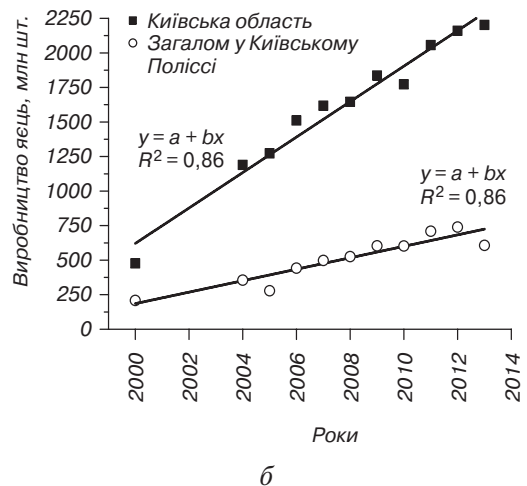 Виробництво яєць, млн шт.
2250
2000
1750
1500
1250
1000
750
500
250
0
■ Київська область
○ Загалом у Київському
Поліссі
y = a + bx
R² = 0,86
y = a + bx
R² = 0,86
2000
2002
2004
2006
2008
2010
2012
2014
Роки
б